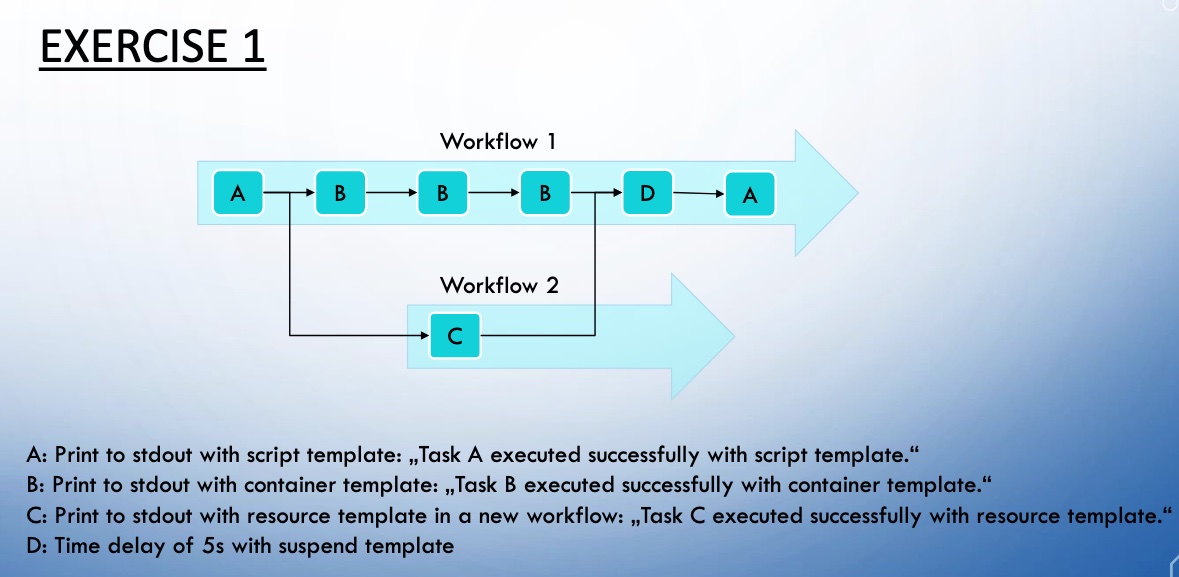 EXERCISE 1
Workflow 1
A B B B D A
Workflow 2
C
A: Print to stdout with script template: „Task A executed successfully with script template.“
B: Print to stdout with container template: „Task B executed successfully with container template.“
C: Print to stdout with resource template in a new workflow: „Task C executed successfully with resource template.“
D: Time delay of 5s with suspend template